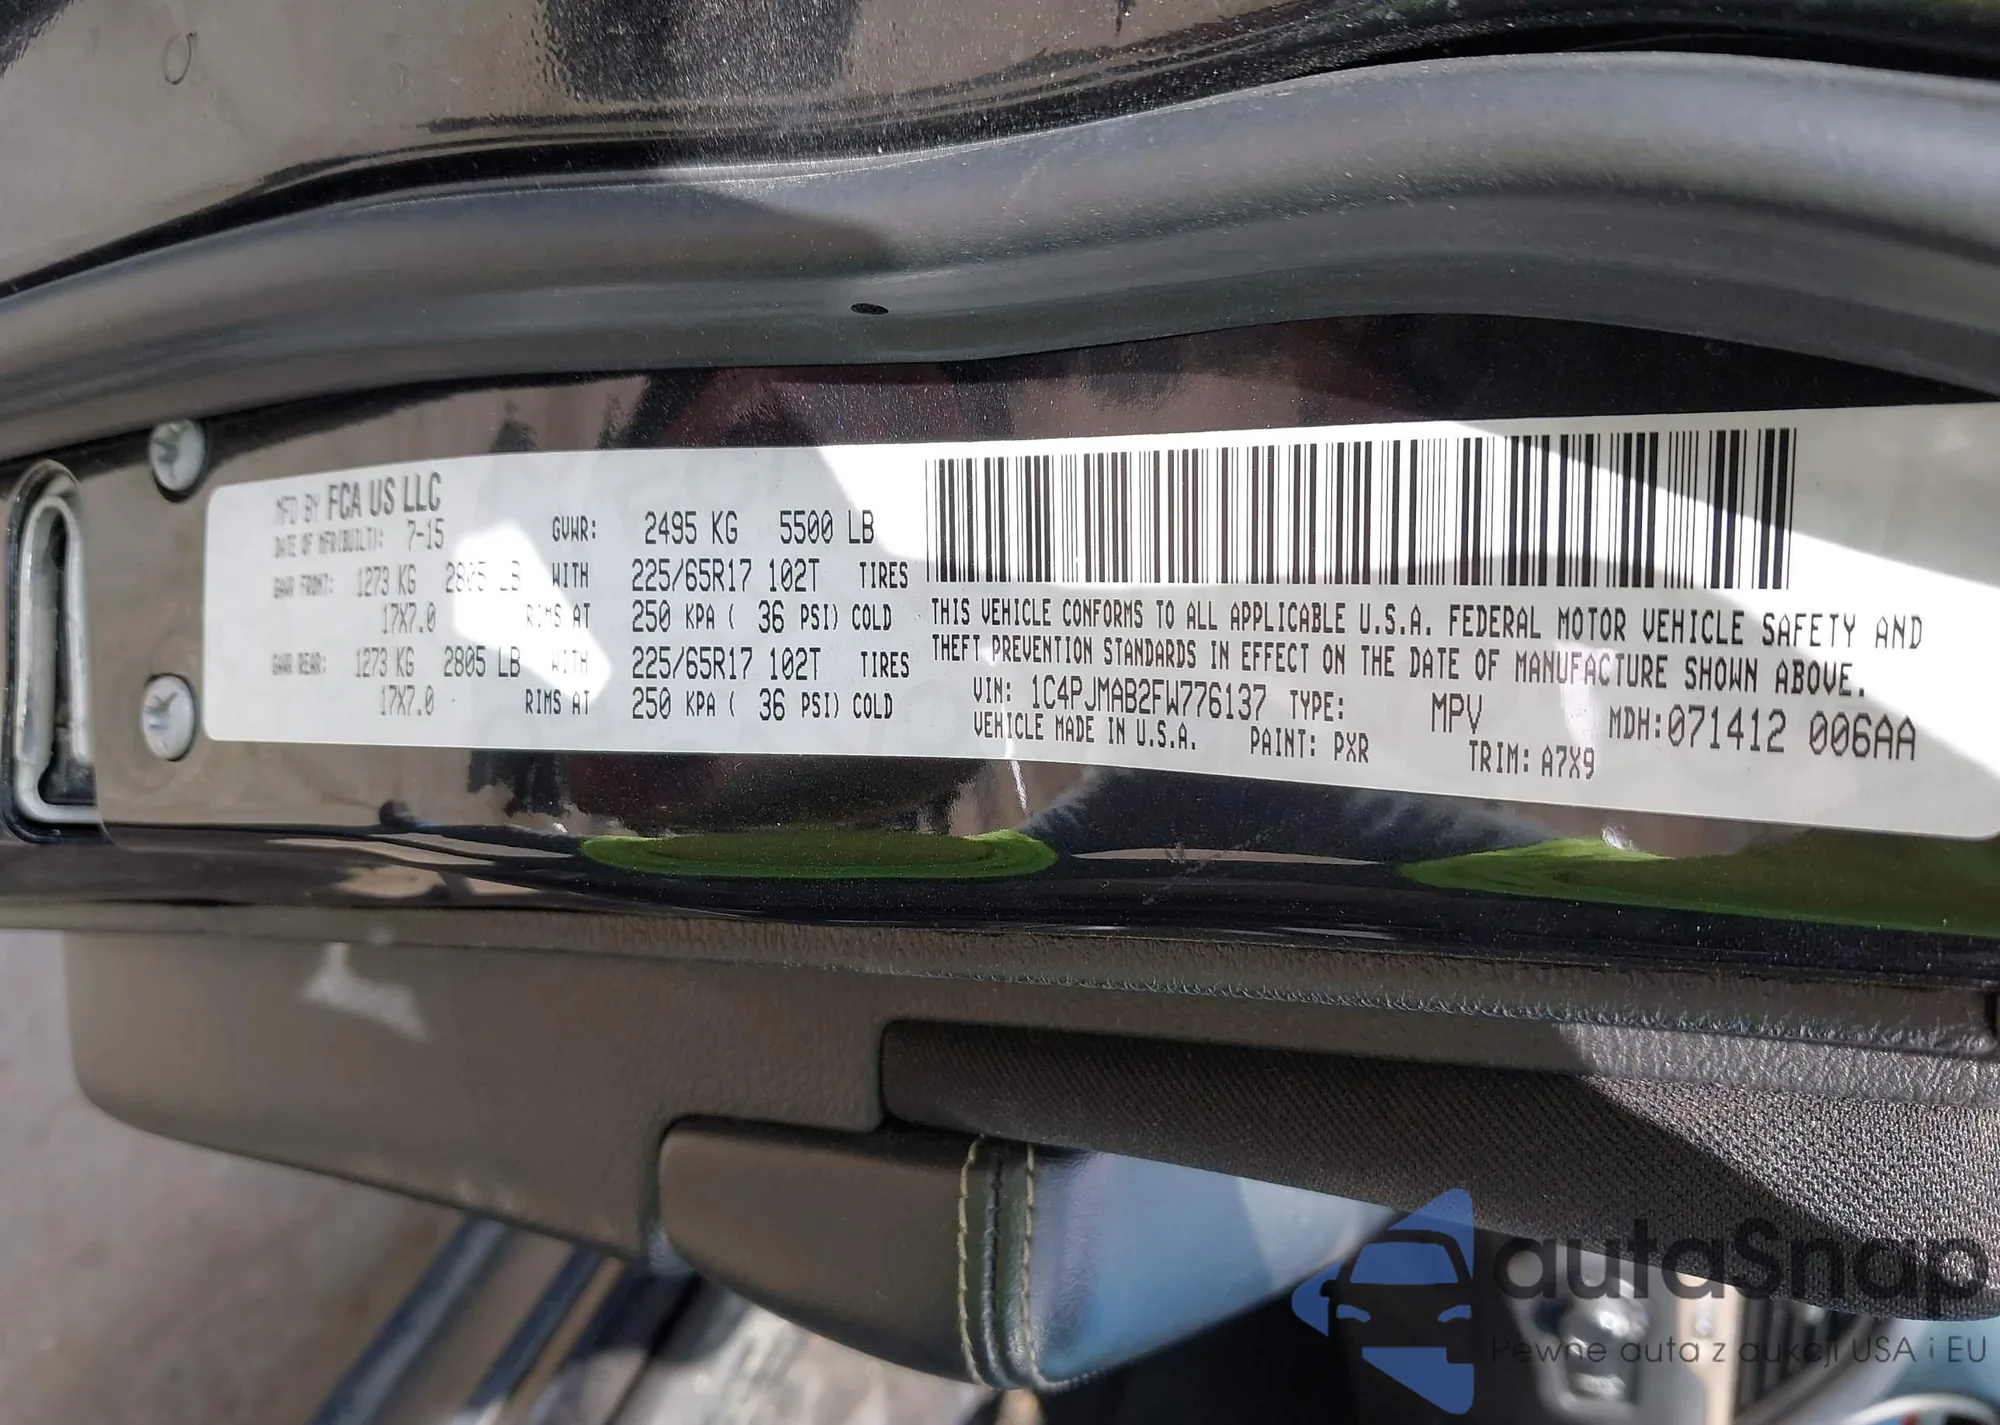 MFD BY FCA US LLC
DATE OF MFR(BUILT): 7-15 GVWR: 2495 KG 5500 LB
GAWR FRONT: 1273 KG 2805 LB WITH 225/65R17 102T TIRES
17X7.0 RIMS AT 250 KPA ( 36 PSI) COLD
GAWR REAR: 1273 KG 2805 LB WITH 225/65R17 102T TIRES
17X7.0 RIMS AT 250 KPA ( 36 PSI) COLD
THIS VEHICLE CONFORMS TO ALL APPLICABLE U.S.A. FEDERAL MOTOR VEHICLE SAFETY AND
THEFT PREVENTION STANDARDS IN EFFECT ON THE DATE OF MANUFACTURE SHOWN ABOVE.
VIN: 1C4PJMAB2FW776137 TYPE: MPV MDH:071412 006AA
VEHICLE MADE IN U.S.A. PAINT: PXR TRIM: A7X9
autaSnap
Pewne auta z aukcji USA i EU